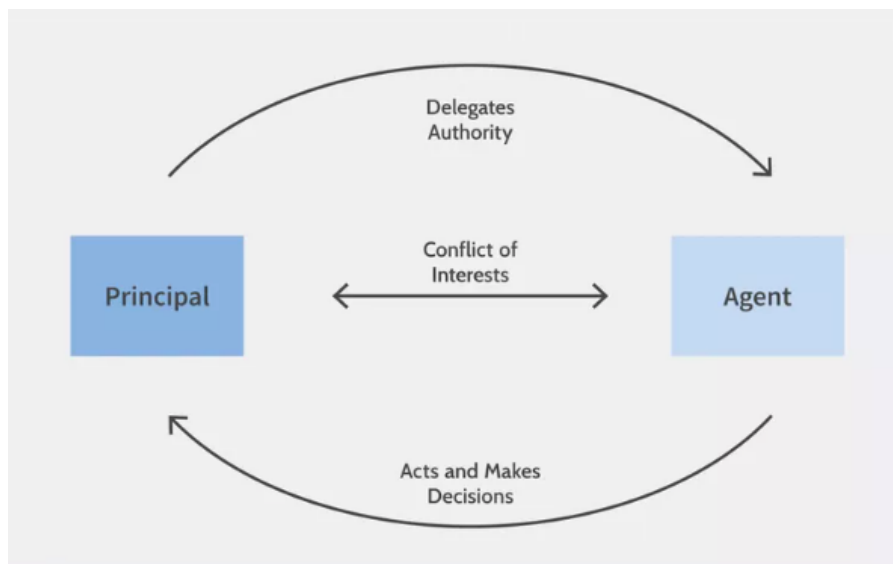 Delegates
Authority
Conflict of
Interests
Principal
Agent
Acts and Makes
Decisions